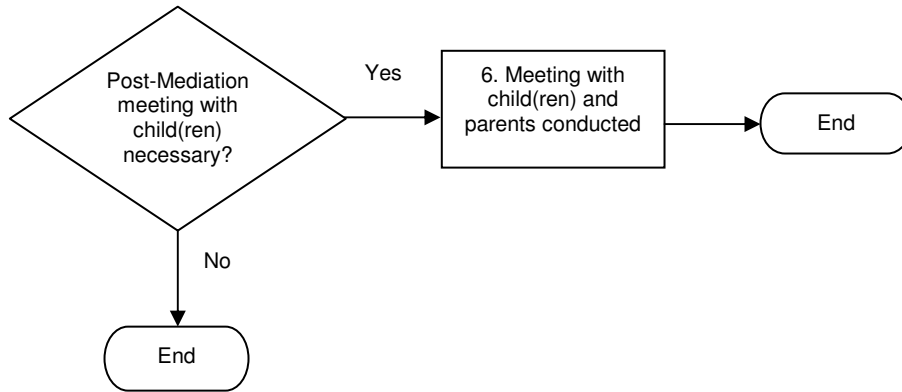 Post-Mediation
meeting with
child(ren)
necessary?
Yes
6. Meeting with
child(ren) and
parents conducted
End
No
End